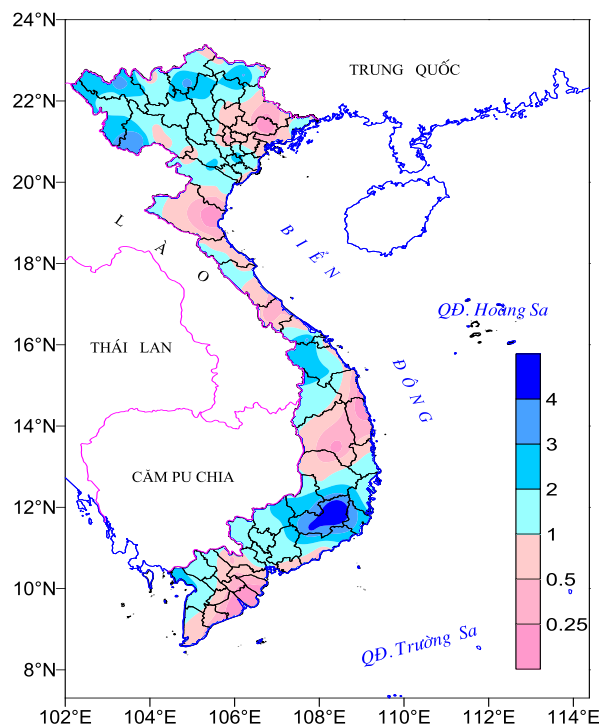 24°N
22°N
20°N
18°N
16°N
14°N
12°N
10°N
8°N
102°E 104°E 106°E 108°E 110°E 112°E 114°E
TRUNG QUỐC
LÀO
BIỂN
QĐ. Hoàng Sa
THÁI LAN
ĐÔNG
CĂM PU CHIA
QĐ. Trường Sa
4
3
2
1
0.5
0.25